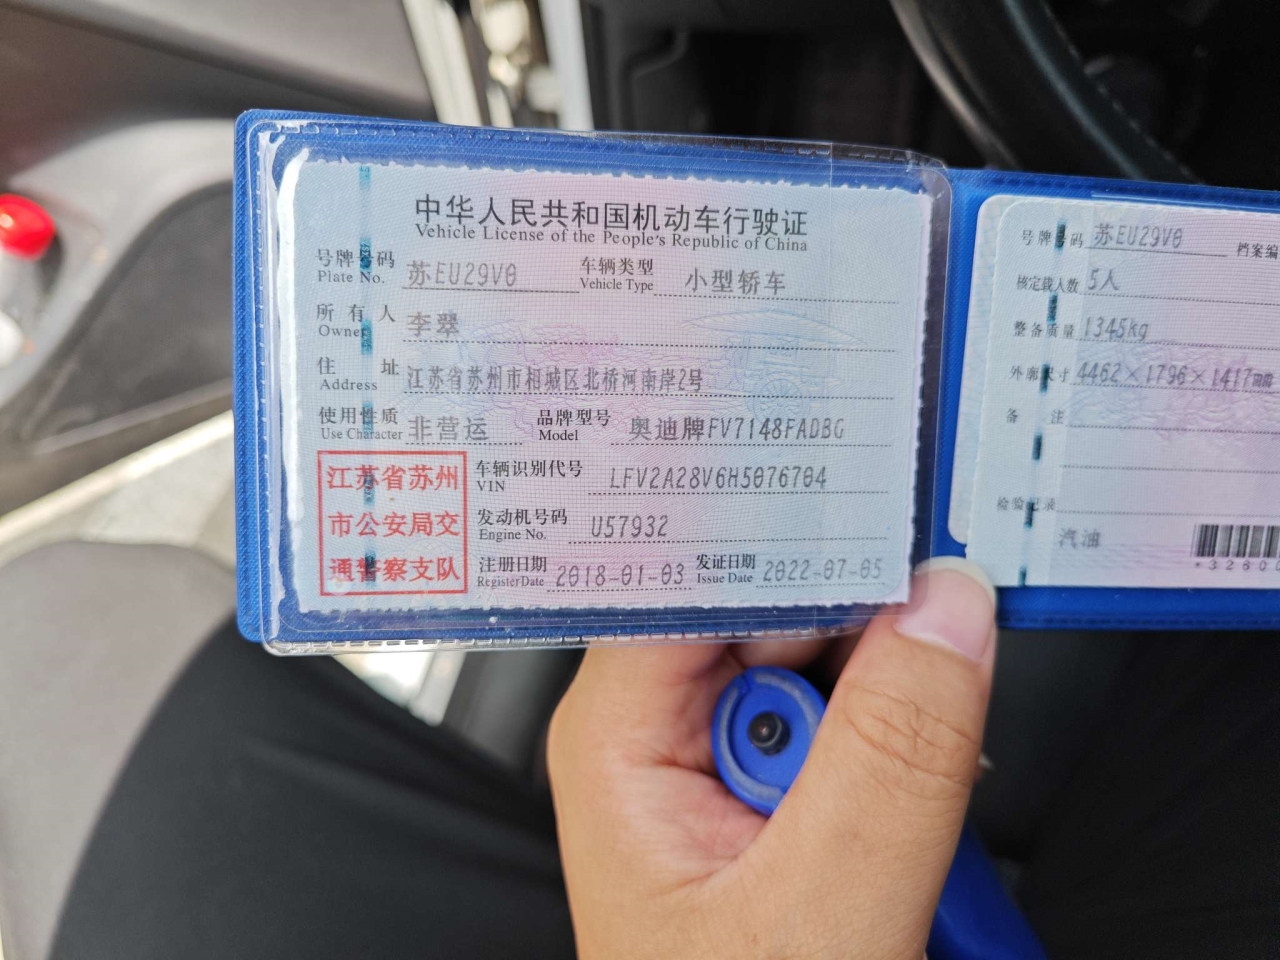 中华人民共和国机动车行驶证
Vehicle License of the People's Republic of China
号牌号码 苏EU29V0 车辆类型 小型轿车
Plate No. Vehicle Type
所有人 李翠
Owner
住址 江苏省苏州市相城区北桥河南岸2号
Address
使用性质 非营运 品牌型号 奥迪牌FV7148FADBG
Use Character Model
江苏省苏州
市公安局交
通警察支队
车辆识别代号 LFV2A28V6H5076704
VIN
发动机号码 U57932
Engine No.
注册日期 2018-01-03 发证日期 2022-07-05
Register Date Issue Date
号牌号码 苏EU29V0 档案编
核定载人数 5人
整备质量 1345kg
外廓尺寸 4462×1796×1417
备注
检验记录
汽油
*3260